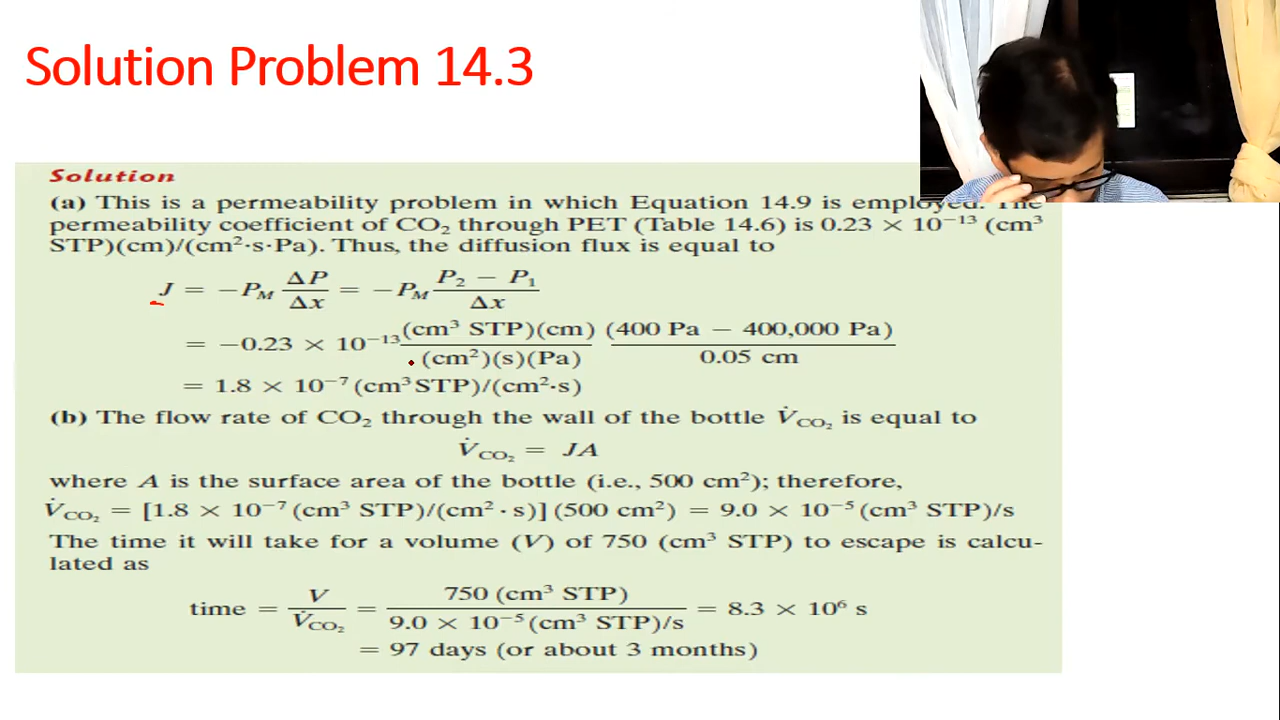 Solution Problem 14.3
Solution
(a) This is a permeability problem in which Equation 14.9 is employed. The
permeability coefficient of CO₂ through PET (Table 14.6) is 0.23 × 10⁻¹³ (cm³
STP)(cm)/(cm²·s·Pa). Thus, the diffusion flux is equal to
J = −P_M ΔP/Δx = −P_M (P₂ − P₁)/Δx
= −0.23 × 10⁻¹³ (cm³ STP)(cm)/(cm²)(s)(Pa) (400 Pa − 400,000 Pa)/0.05 cm
= 1.8 × 10⁻⁷ (cm³ STP)/(cm²·s)
(b) The flow rate of CO₂ through the wall of the bottle V̇_CO₂ is equal to
V̇_CO₂ = JA
where A is the surface area of the bottle (i.e., 500 cm²); therefore,
V̇_CO₂ = [1.8 × 10⁻⁷ (cm³ STP)/(cm² · s)] (500 cm²) = 9.0 × 10⁻⁵ (cm³ STP)/s
The time it will take for a volume (V) of 750 (cm³ STP) to escape is calcu-
lated as
time = V/V̇_CO₂ = 750 (cm³ STP)/9.0 × 10⁻⁵ (cm³ STP)/s = 8.3 × 10⁶ s
= 97 days (or about 3 months)